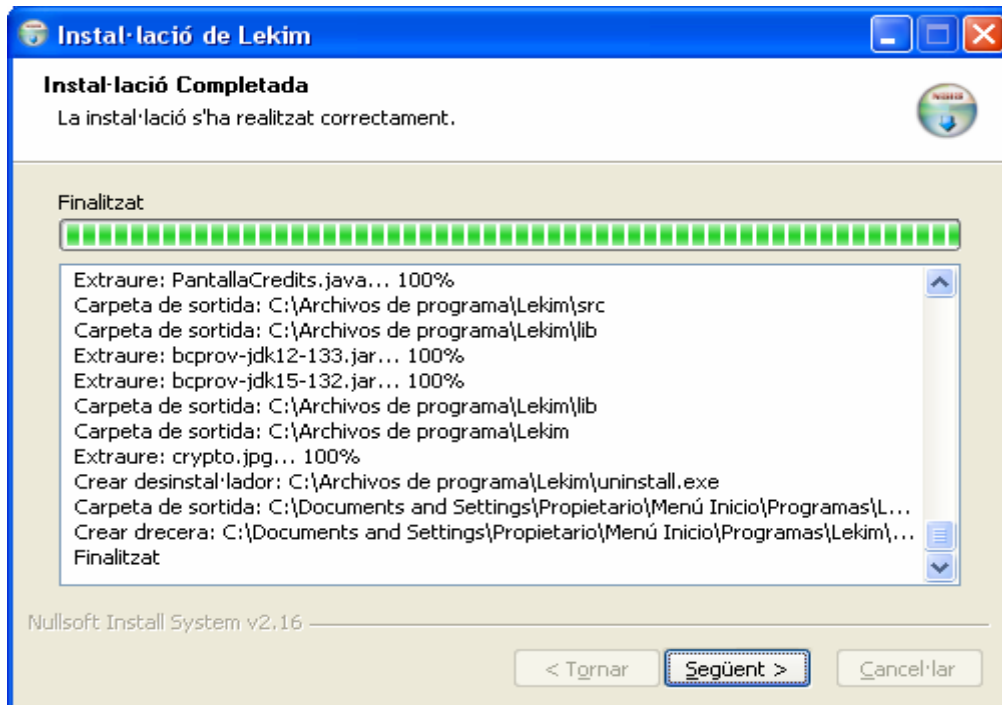 Instal·lació de Lekim
Instal·lació Completada
La instal·lació s'ha realitzat correctament.
Finalitzat
Extraure: PantallaCredits.java... 100%
Carpeta de sortida: C:\Archivos de programa\Lekim\src
Carpeta de sortida: C:\Archivos de programa\Lekim\lib
Extraure: bcprov-jdk12-133.jar... 100%
Extraure: bcprov-jdk15-132.jar... 100%
Carpeta de sortida: C:\Archivos de programa\Lekim\lib
Carpeta de sortida: C:\Archivos de programa\Lekim
Extraure: crypto.jpg... 100%
Crear desinstal·lador: C:\Archivos de programa\Lekim\uninstall.exe
Carpeta de sortida: C:\Documents and Settings\Propietario\Menú Inicio\Programas\L...
Crear drecera: C:\Documents and Settings\Propietario\Menú Inicio\Programas\Lekim\...
Finalitzat
Nullsoft Install System v2.16
< Tornar
Següent >
Cancel·lar